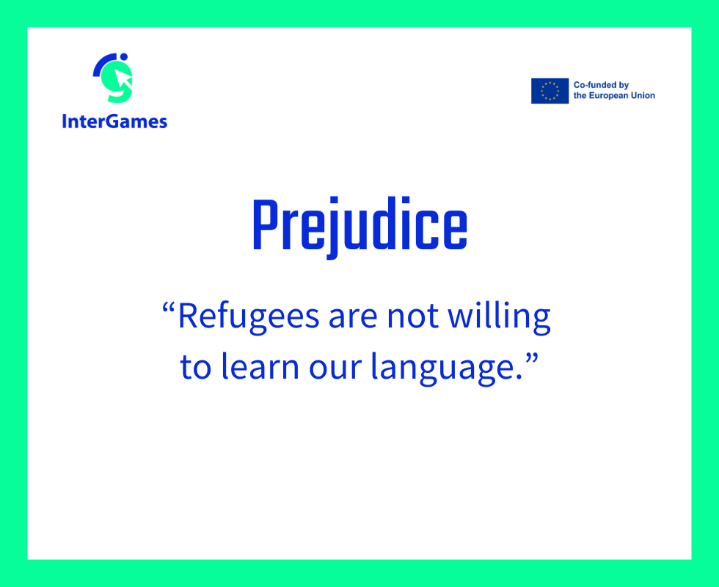 InterGames
Co-funded by
the European Union
Prejudice
“Refugees are not willing
to learn our language.”